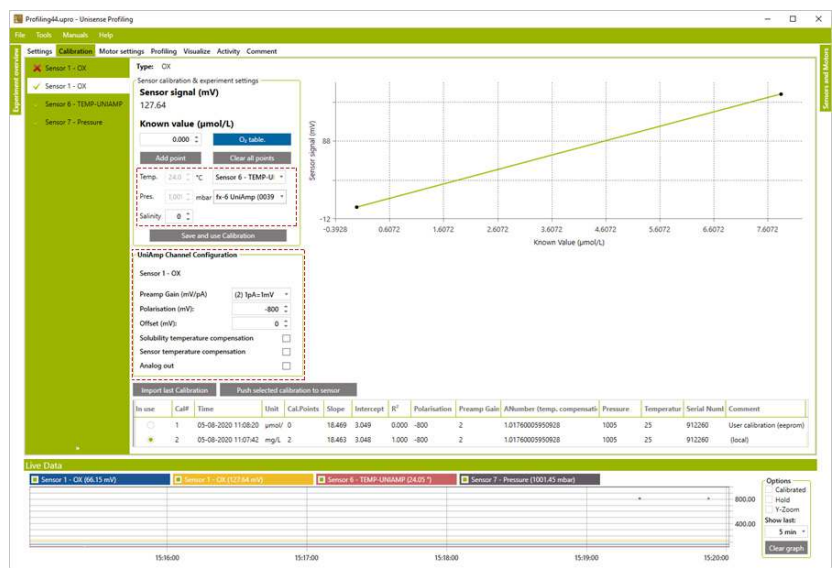 Profiling44.upro - Unisense Profiling
File Tools Manuals Help
Settings Calibration Motor settings Profiling Visualize Activity Comment
Experiment overview
Sensor 1 - OX
Sensor 1 - OX
Sensor 6 - TEMP-UNIAMP
Sensor 7 - Pressure
Type: OX
Sensor calibration & experiment settings
Sensor signal (mV)
127.64
Known value (µmol/L)
0.000 O₂ table.
Add point Clear all points
Temp. 24.0 °C Sensor 6 - TEMP-U
Pres. 1,001 mbar fx-6 UniAmp (0039
Salinity 0
Save and use Calibration
UniAmp Channel Configuration
Sensor 1 - OX
Preamp Gain (mV/pA) (2) 1pA=1mV
Polarisation (mV): -800
Offset (mV): 0
Solubility temperature compensation
Sensor temperature compensation
Analog out
Sensor signal (mV)
88
-12
-0.3928 0.6072 1.6072 2.6072 3.6072 4.6072 5.6072 6.6072 7.6072
Known Value (µmol/L)
Sensors and Motors
Import last Calibration Push selected calibration to sensor
In use Cal# Time Unit Cal.Points Slope Intercept R² Polarisation Preamp Gain ANumber (temp. compensati Pressure Temperatur Serial Numl Comment
1 05-08-2020 11:08:20 µmol/ 0 18.469 3.049 0.000 -800 2 1.01760005950928 1005 25 912260 User calibration (eeprom)
2 05-08-2020 11:07:42 mg/L 2 18.463 3.048 1.000 -800 2 1.01760005950928 1005 25 912260 (local)
Live Data
Sensor 1 - OX (66.15 mV) Sensor 1 - OX (127.64 mV) Sensor 6 - TEMP-UNIAMP (24.05 °) Sensor 7 - Pressure (1001.45 mbar)
800.00
400.00
15:16:00 15:17:00 15:18:00 15:19:00 15:20:00
Options
Calibrated
Hold
Y-Zoom
Show last:
5 min
Clear graph